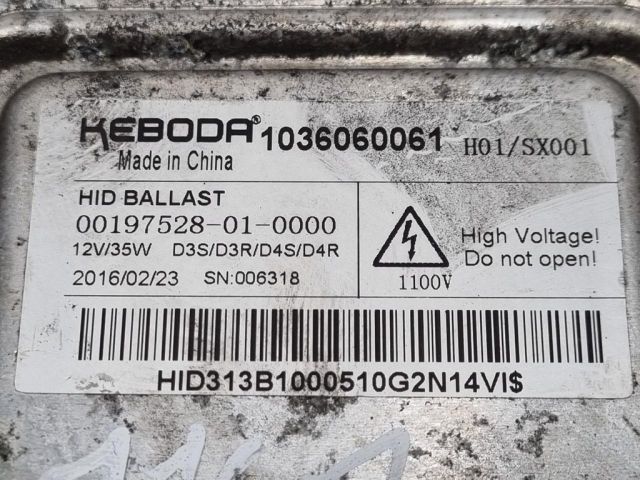 KEBODA® 1036060061 H01/SX001
Made in China
HID BALLAST
00197528-01-0000
12V/35W D3S/D3R/D4S/D4R
2016/02/23 SN:006318
1100V
High Voltage!
Do not open!
HID313B1000510G2N14VI$